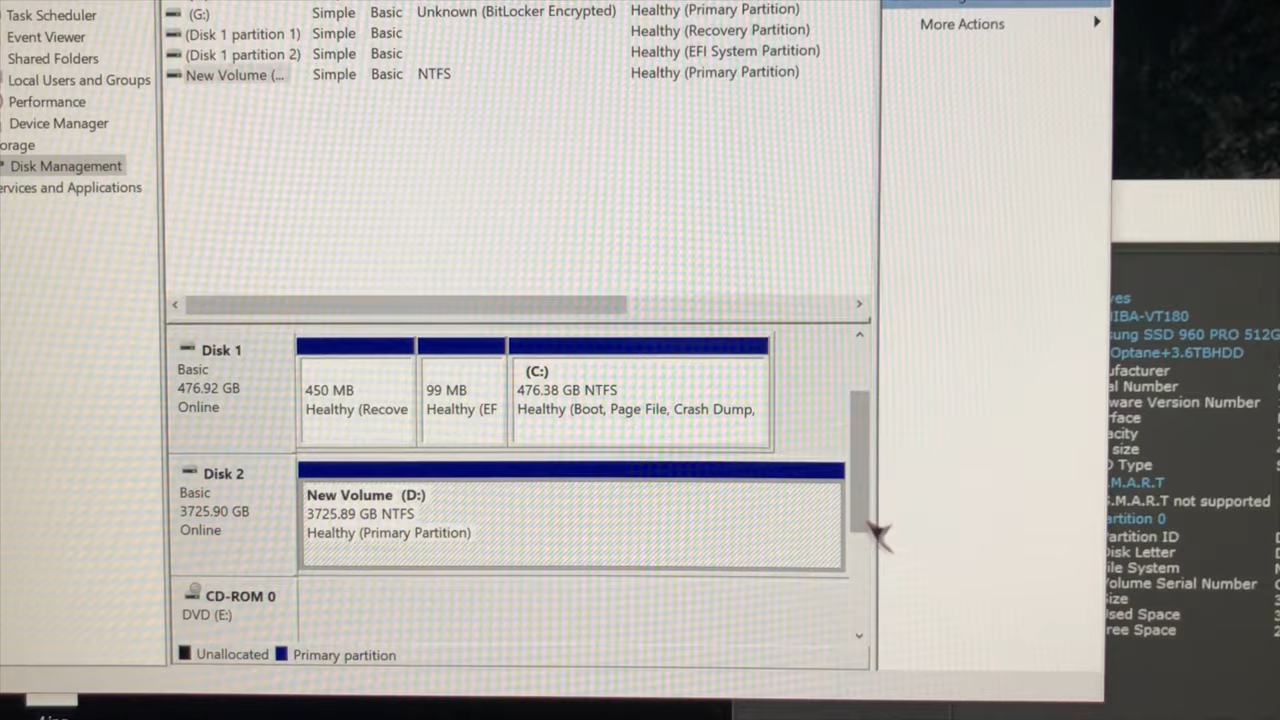 Task Scheduler
Event Viewer
Shared Folders
Local Users and Groups
Performance
Device Manager
orage
Disk Management
ervices and Applications
(G:) Simple Basic Unknown (BitLocker Encrypted) Healthy (Primary Partition)
(Disk 1 partition 1) Simple Basic Healthy (Recovery Partition)
(Disk 1 partition 2) Simple Basic Healthy (EFI System Partition)
New Volume (... Simple Basic NTFS Healthy (Primary Partition)
Disk 1
Basic
476.92 GB
Online
450 MB
Healthy (Recove
99 MB
Healthy (EF
(C:)
476.38 GB NTFS
Healthy (Boot, Page File, Crash Dump,
Disk 2
Basic
3725.90 GB
Online
New Volume (D:)
3725.89 GB NTFS
Healthy (Primary Partition)
CD-ROM 0
DVD (E:)
Unallocated Primary partition
More Actions
ves
IBA-VT180
sung SSD 960 PRO 512G
Optane+3.6TBHDD
ufacturer
al Number
ware Version Number
rface
acity
size
D Type
.M.A.R.T
.M.A.R.T not supported
artition 0
artition ID
Disk Letter
ile System
olume Serial Number
ize
sed Space
ree Space